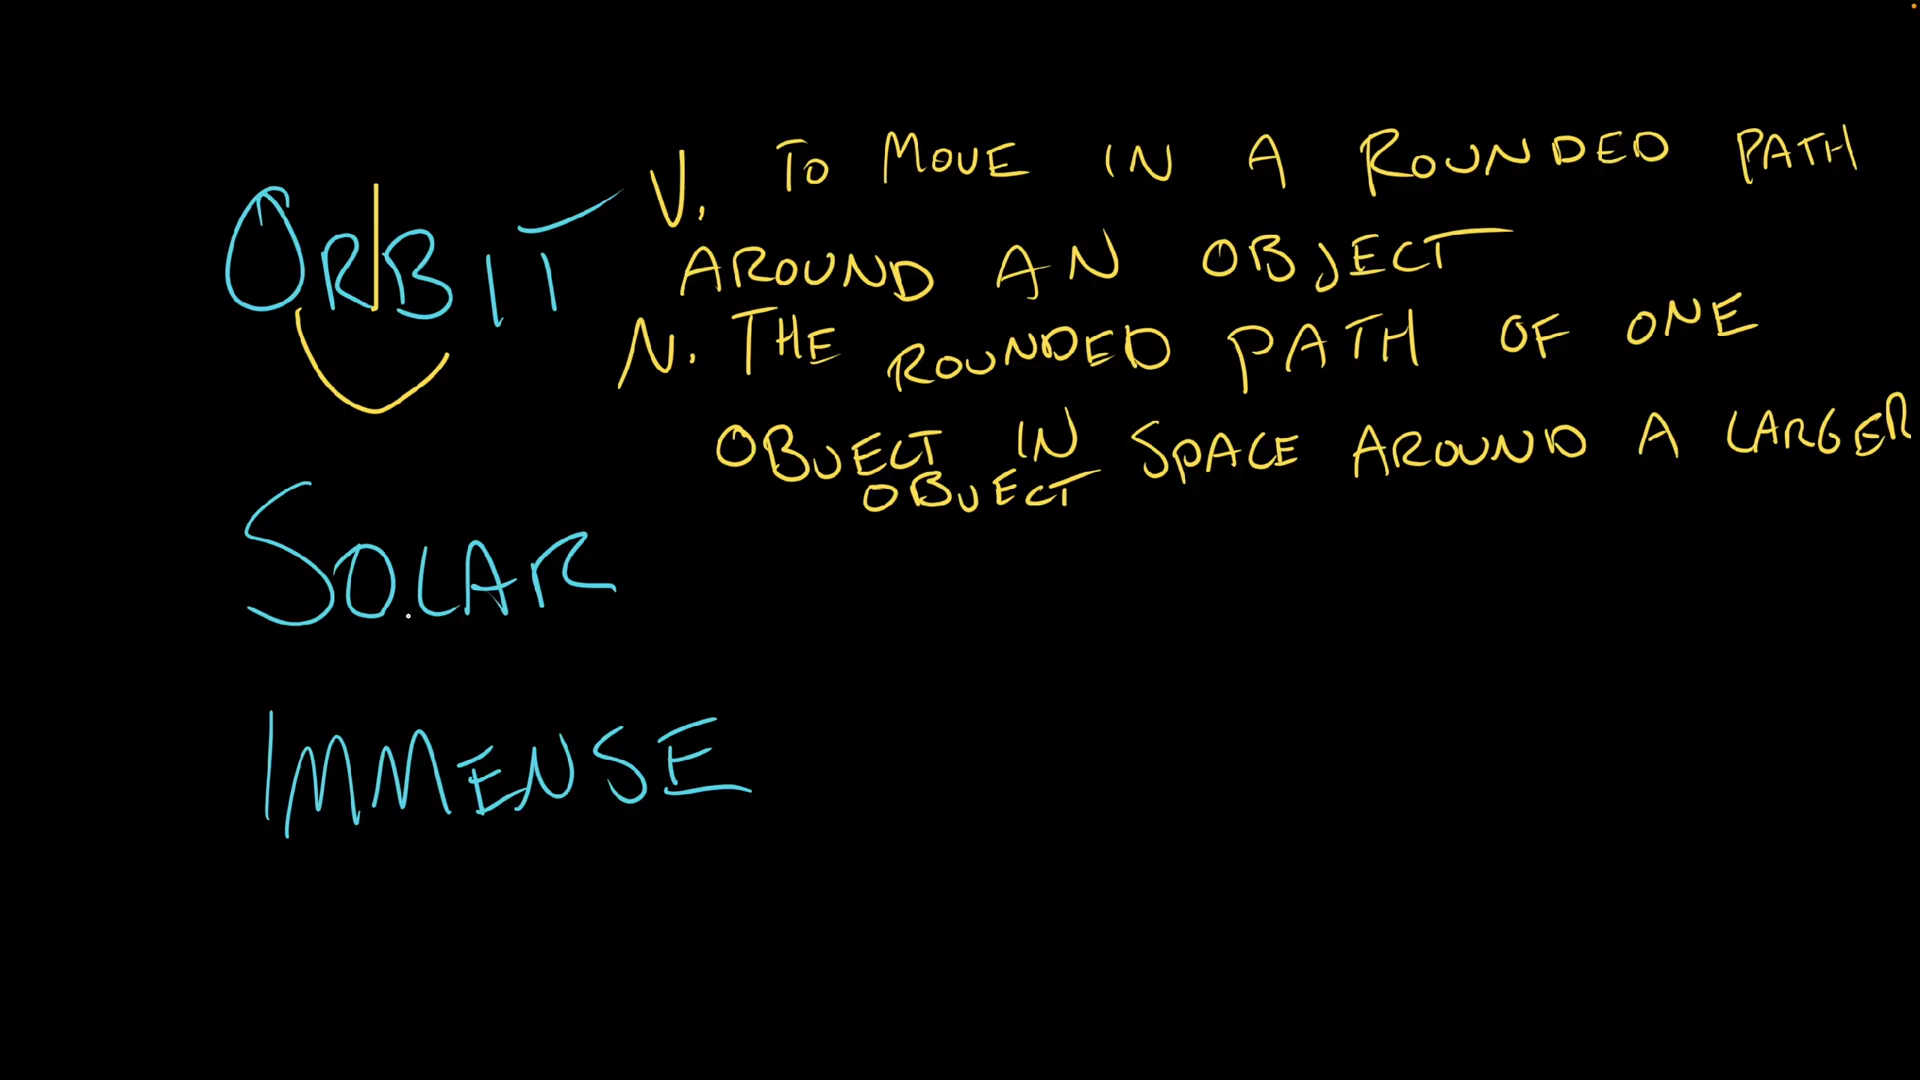 ORBIT
V. TO MOVE IN A ROUNDED PATH
AROUND AN OBJECT
N. THE ROUNDED PATH OF ONE
OBJECT IN SPACE AROUND A LARGER
OBJECT
SOLAR
IMMENSE